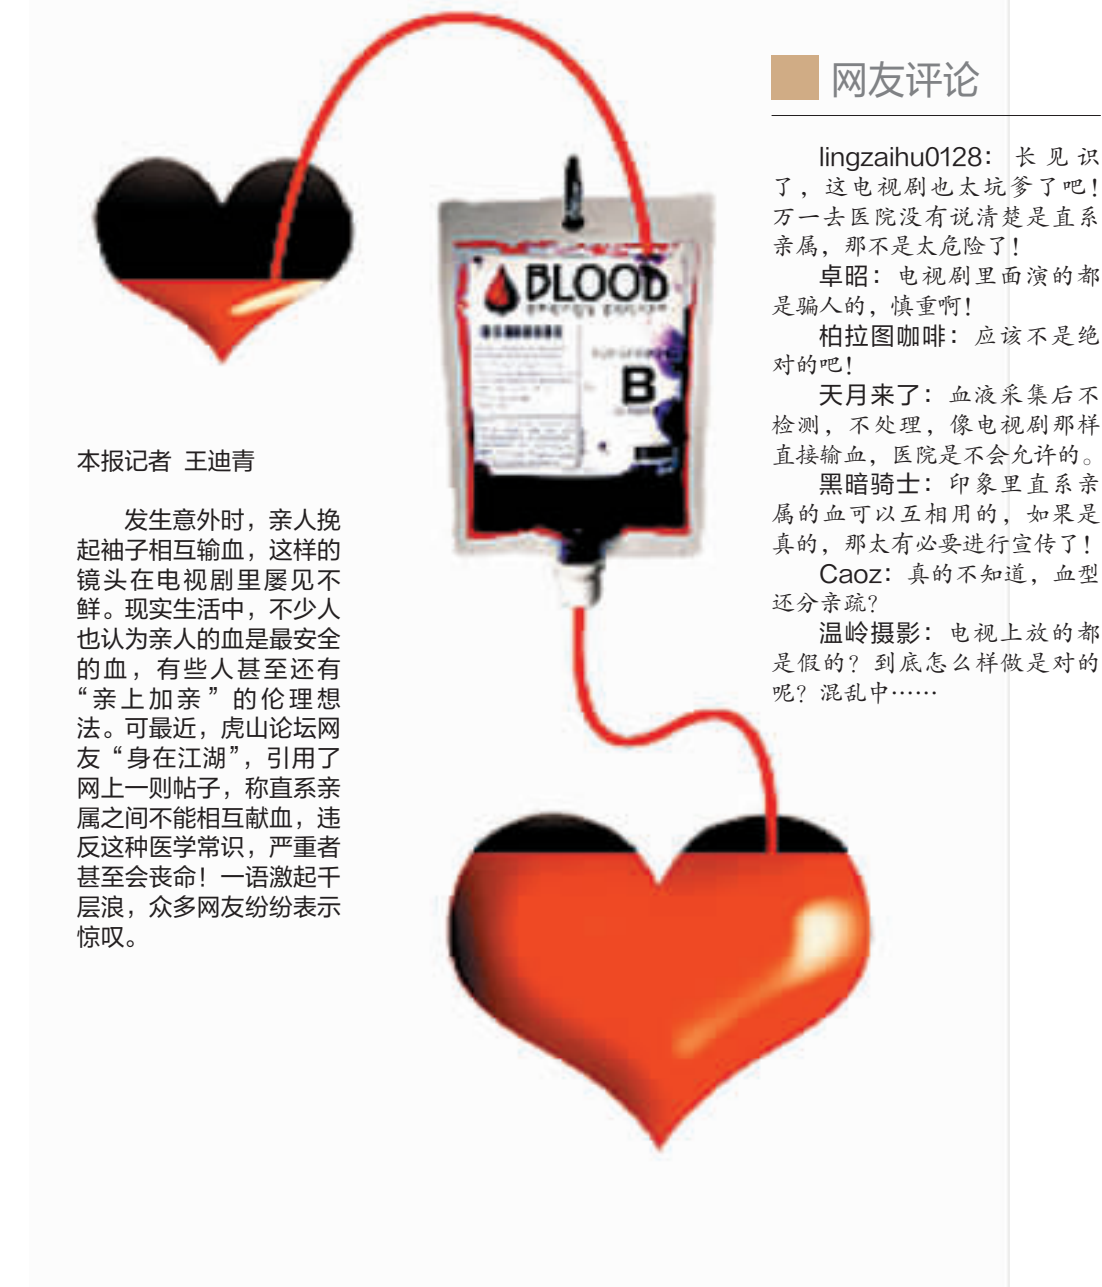 本报记者 王迪青
发生意外时，亲人挽
起袖子相互输血，这样的
镜头在电视剧里屡见不
鲜。现实生活中，不少人
也认为亲人的血是最安全
的血，有些人甚至还有
“亲上加亲”的伦理想
法。可最近，虎山论坛网
友“身在江湖”，引用了
网上一则帖子，称直系亲
属之间不能相互献血，违
反这种医学常识，严重者
甚至会丧命！一语激起千
层浪，众多网友纷纷表示
惊叹。
BLOOD
B
网友评论
lingzaihu0128：长见识
了，这电视剧也太坑爹了吧！
万一去医院没有说清楚是直系
亲属，那不是太危险了！
卓昭：电视剧里面演的都
是骗人的，慎重啊！
柏拉图咖啡：应该不是绝
对的吧！
天月来了：血液采集后不
检测，不处理，像电视剧那样
直接输血，医院是不会允许的。
黑暗骑士：印象里直系亲
属的血可以互相用的，如果是
真的，那太有必要进行宣传了！
Caoz：真的不知道，血型
还分亲疏？
温岭摄影：电视上放的都
是假的？到底怎么样做是对的
呢？混乱中……